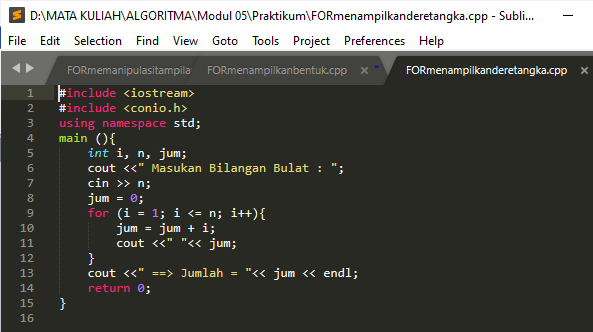 D:\MATA KULIAH\ALGORITMA\Modul 05\Praktikum\FORmenampilkanderetangka.cpp - Subli...
File Edit Selection Find View Goto Tools Project Preferences Help
FORmemanipulasitampila FORmenampilkanbentuk.cpp FORmenampilkanderetangka.cpp
1 #include <iostream>
2 #include <conio.h>
3 using namespace std;
4 main (){
5 int i, n, jum;
6 cout <<" Masukan Bilangan Bulat : ";
7 cin >> n;
8 jum = 0;
9 for (i = 1; i <= n; i++){
10 jum = jum + i;
11 cout <<" "<< jum;
12 }
13 cout <<" ==> Jumlah = "<< jum << endl;
14 return 0;
15 }
16